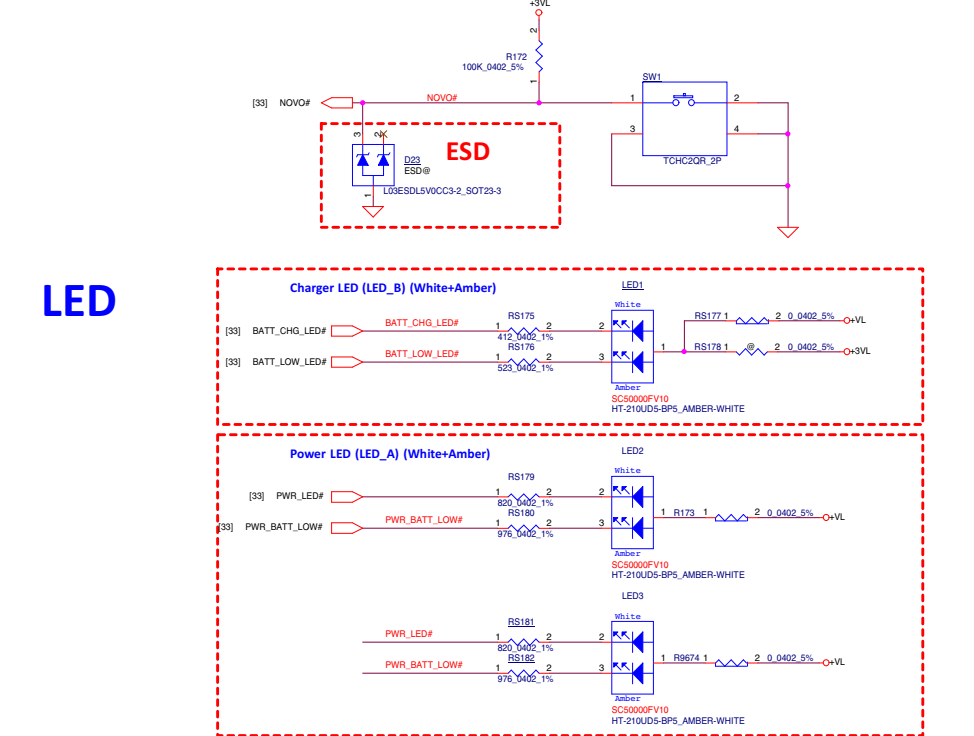 +3VL
2
R172
100K_0402_5%
1
SW1
[33] NOVO#
NOVO#
1
2
3
4
TCHC2QR_2P
3
2
D23
ESD@
ESD
L03ESDL5V0CC3-2_SOT23-3
1
LED
Charger LED (LED_B) (White+Amber)
LED1
White
[33] BATT_CHG_LED#
BATT_CHG_LED#
RS175
1 2
412_0402_1%
2
[33] BATT_LOW_LED#
BATT_LOW_LED#
RS176
1 2
523_0402_1%
3
1
RS177 1 2 0_0402_5% +VL
RS178 1 @ 2 0_0402_5% +3VL
Amber
SC50000FV10
HT-210UD5-BP5_AMBER-WHITE
Power LED (LED_A) (White+Amber)
LED2
White
[33] PWR_LED#
RS179
1 2
820_0402_1%
2
[33] PWR_BATT_LOW#
PWR_BATT_LOW#
RS180
1 2
976_0402_1%
3
1 R173 1 2 0_0402_5% +VL
Amber
SC50000FV10
HT-210UD5-BP5_AMBER-WHITE
LED3
White
PWR_LED#
RS181
1 2
820_0402_1%
2
PWR_BATT_LOW#
RS182
1 2
976_0402_1%
3
1 R9674 1 2 0_0402_5% +VL
Amber
SC50000FV10
HT-210UD5-BP5_AMBER-WHITE